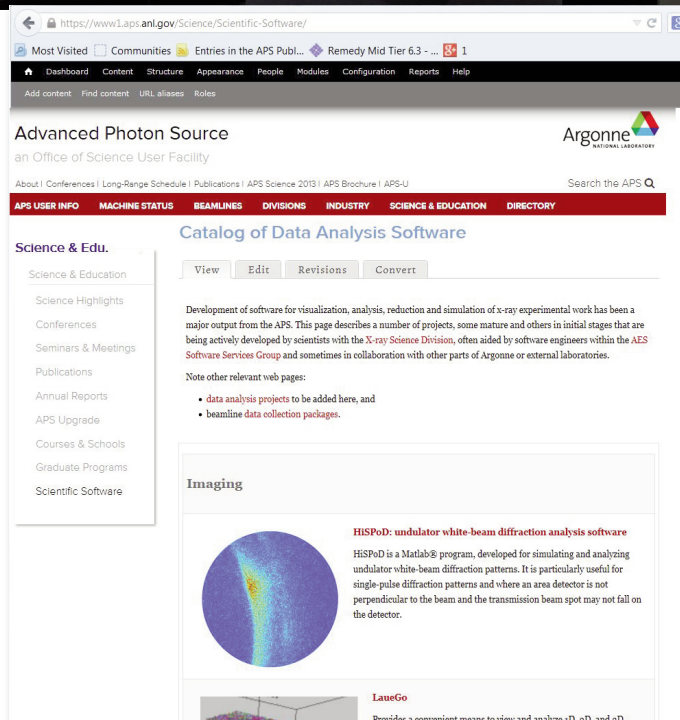 https://www1.aps.anl.gov/Science/Scientific-Software/
Most Visited Communities Entries in the APS Publ... Remedy Mid Tier 6.3 - ... 1
Dashboard Content Structure Appearance People Modules Configuration Reports Help
Add content Find content URL aliases Roles
Advanced Photon Source
an Office of Science User Facility
Argonne
NATIONAL LABORATORY
About | Conferences | Long-Range Schedule | Publications | APS Science 2013 | APS Brochure | APS-U
Search the APS
APS USER INFO MACHINE STATUS BEAMLINES DIVISIONS INDUSTRY SCIENCE & EDUCATION DIRECTORY
Science & Edu.
Science & Education
Science Highlights
Conferences
Seminars & Meetings
Publications
Annual Reports
APS Upgrade
Courses & Schools
Graduate Programs
Scientific Software
Catalog of Data Analysis Software
View Edit Revisions Convert
Development of software for visualization, analysis, reduction and simulation of x-ray experimental work has been a
major output from the APS. This page describes a number of projects, some mature and others in initial stages that are
being actively developed by scientists with the X-ray Science Division, often aided by software engineers within the AES
Software Services Group and sometimes in collaboration with other parts of Argonne or external laboratories.
Note other relevant web pages:
• data analysis projects to be added here, and
• beamline data collection packages.
Imaging
HiSPoD: undulator white-beam diffraction analysis software
HiSPoD is a Matlab® program, developed for simulating and analyzing
undulator white-beam diffraction patterns. It is particularly useful for
single-pulse diffraction patterns and where an area detector is not
perpendicular to the beam and the transmission beam spot may not fall on
the detector.
LaueGo
Provides a convenient means to view and analyze 1D, 2D, and 3D